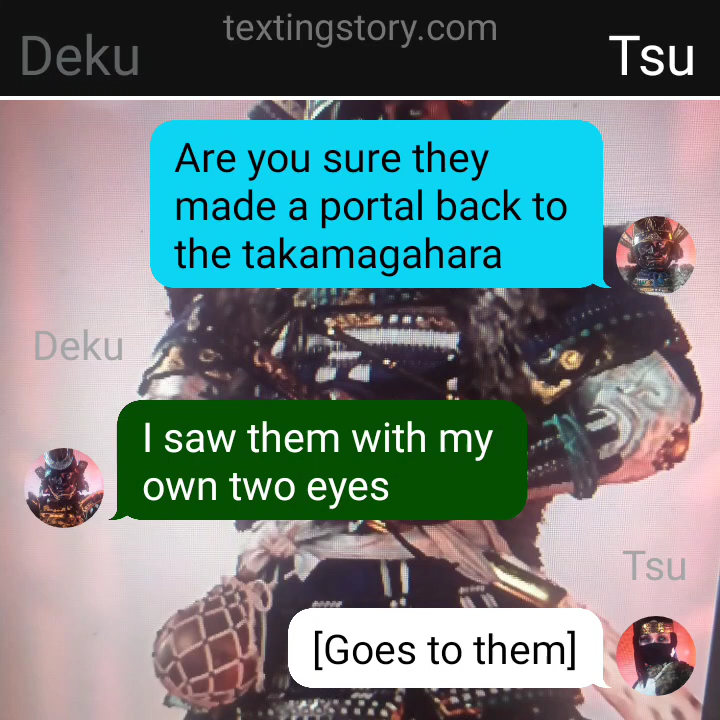 textingstory.com
Deku
Tsu
Are you sure they
made a portal back to
the takamagahara
Deku
I saw them with my
own two eyes
Tsu
[Goes to them]